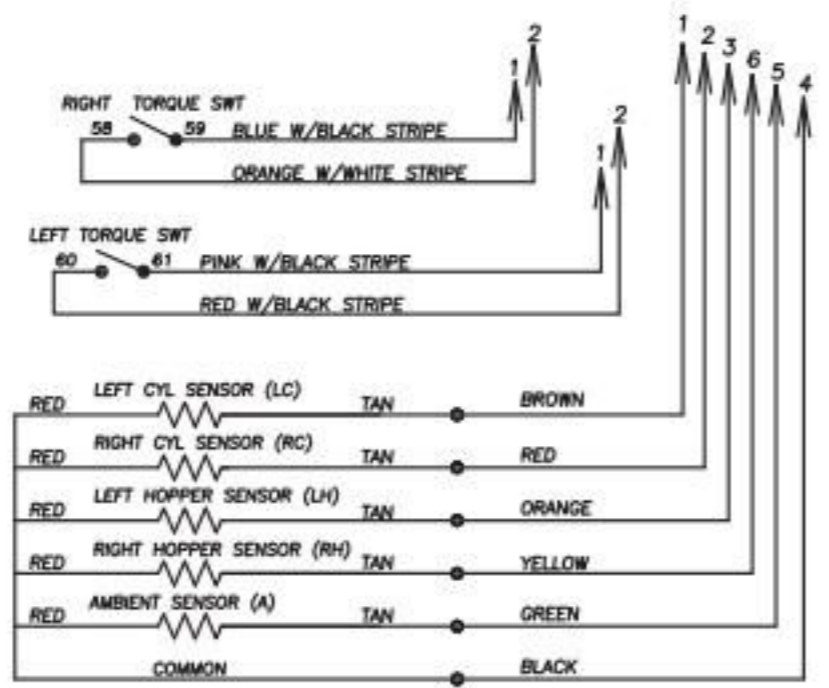 2
1
1
2
3
6
5
4
RIGHT TORQUE SWT
58 59 BLUE W/BLACK STRIPE
ORANGE W/WHITE STRIPE
2
1
LEFT TORQUE SWT
60 61 PINK W/BLACK STRIPE
RED W/BLACK STRIPE
LEFT CYL SENSOR (LC)
RED TAN BROWN
RIGHT CYL SENSOR (RC)
RED TAN RED
LEFT HOPPER SENSOR (LH)
RED TAN ORANGE
RIGHT HOPPER SENSOR (RH)
RED TAN YELLOW
AMBIENT SENSOR (A)
RED TAN GREEN
COMMON BLACK